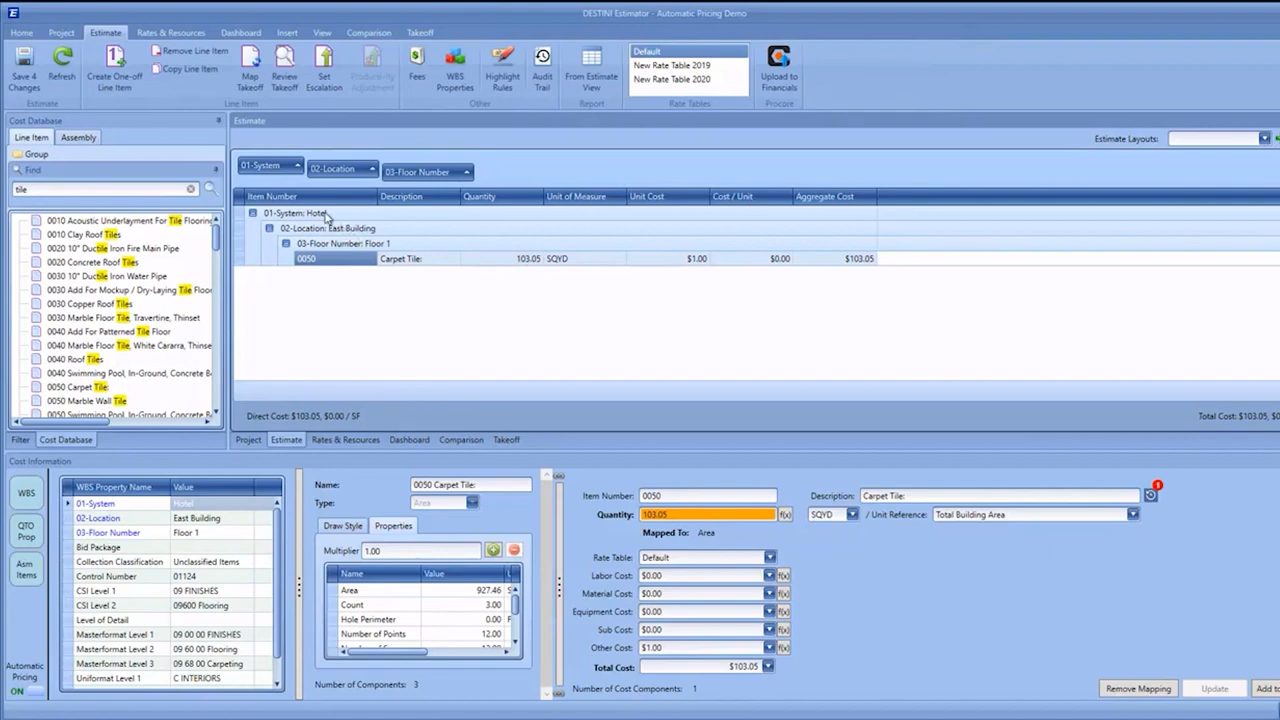 DESTINI Estimator - Automatic Pricing Demo
Home Project Estimate Rates & Resources Dashboard Insert View Comparison Takeoff
Save 4 Changes
Refresh
Create One-off Line Item
Remove Line Item
Copy Line Item
Map Takeoff
Review Takeoff
Set Escalation
Productivity Adjustment
Fees
WBS Properties
Highlight Rules
Audit Trail
From Estimate View
Default
New Rate Table 2019
New Rate Table 2020
Upload to Financials
Estimate Line Item Other Report Rate Tables Procore
Cost Database
Line Item Assembly
Group
Find
tile
0010 Acoustic Underlayment For Tile Flooring
0010 Clay Roof Tiles
0020 10" Ductile Iron Fire Main Pipe
0020 Concrete Roof Tiles
0030 10" Ductile Iron Water Pipe
0030 Add For Mockup / Dry-Laying Tile Floor
0030 Copper Roof Tiles
0030 Marble Floor Tile, Travertine, Thinset
0040 Add For Patterned Tile Floor
0040 Marble Floor Tile, White Cararra, Thinse
0040 Roof Tiles
0040 Swimming Pool, In-Ground, Concrete B
0050 Carpet Tile:
0050 Marble Wall Tile
0050 Swimming Pool, In-Ground, Concrete
Filter Cost Database
Estimate
Estimate Layouts:
01-System 02-Location 03-Floor Number
Item Number Description Quantity Unit of Measure Unit Cost Cost / Unit Aggregate Cost
01-System: Hotel
02-Location: East Building
03-Floor Number: Floor 1
0050 Carpet Tile: 103.05 SQYD $1.00 $0.00 $103.05
Direct Cost: $103.05, $0.00 / SF Total Cost: $103.05, $0
Project Estimate Rates & Resources Dashboard Comparison Takeoff
Cost Information
WBS
QTO Prop
Asm Items
Automatic Pricing
ON
WBS Property Name Value
01-System Hotel
02-Location East Building
03-Floor Number Floor 1
Bid Package
Collection Classification Unclassified Items
Control Number 01124
CSI Level 1 09 FINISHES
CSI Level 2 09600 Flooring
Level of Detail
Masterformat Level 1 09 00 00 FINISHES
Masterformat Level 2 09 60 00 Flooring
Masterformat Level 3 09 68 00 Carpeting
Uniformat Level 1 C INTERIORS
Name: 0050 Carpet Tile:
Type: Area
Draw Style Properties
Multiplier 1.00
Name Value U
Area 927.46 S
Count 3.00
Hole Perimeter 0.00 F
Number of Points 12.00
Number of Components: 3
Item Number: 0050 Description: Carpet Tile:
Quantity: 103.05 f(x) SQYD / Unit Reference: Total Building Area
Mapped To: Area
Rate Table: Default
Labor Cost: $0.00 f(x)
Material Cost: $0.00 f(x)
Equipment Cost: $0.00 f(x)
Sub Cost: $0.00 f(x)
Other Cost: $1.00 f(x)
Total Cost: $103.05
Number of Cost Components: 1
Remove Mapping Update Add to